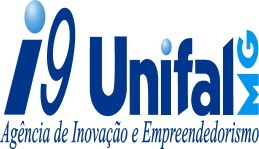 i9 Unifal MG
Agência de Inovação e Empreendedorismo